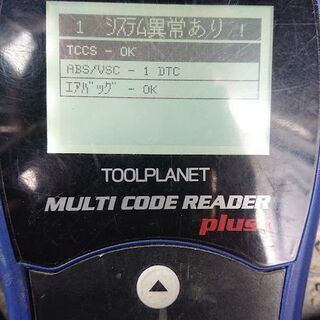 1 ｼｽﾃﾑ異常あり !
TCCS - OK
ABS/VSC - 1 DTC
ｴｱﾊﾞｯｸﾞ - OK
TOOLPLANET
MULTI CODE READER
plus